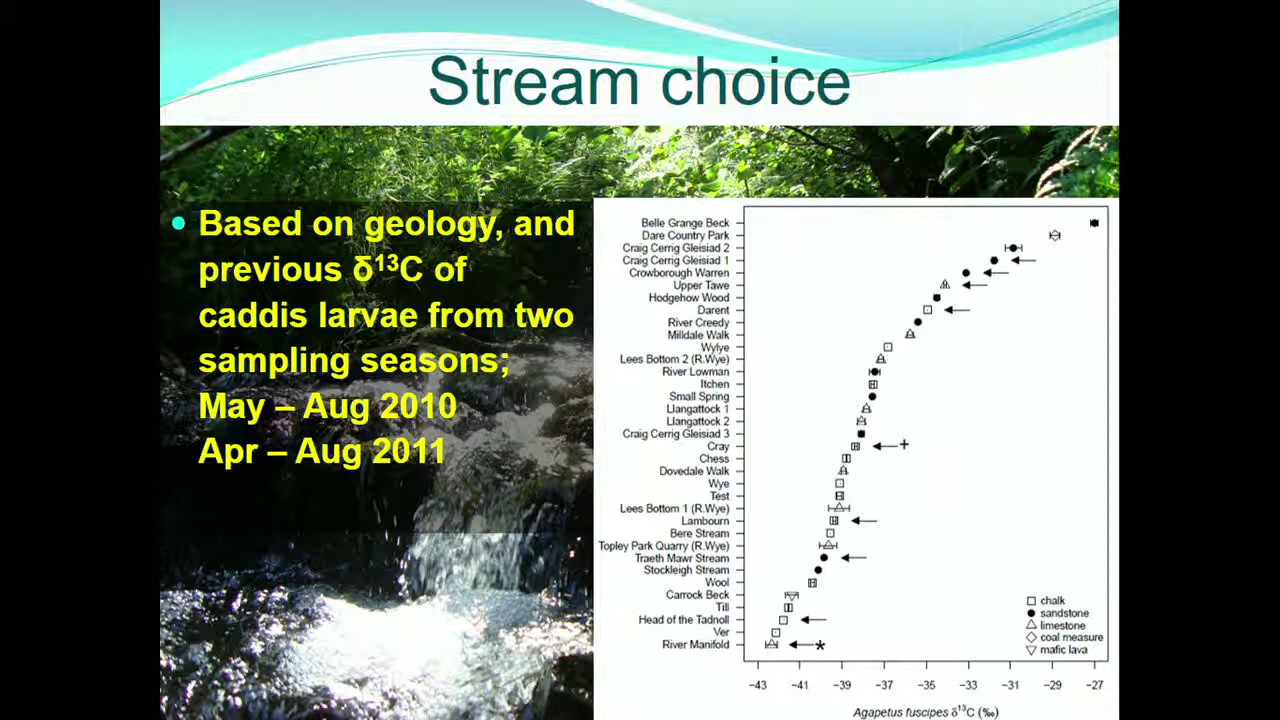 Stream choice
• Based on geology, and
previous δ¹³C of
caddis larvae from two
sampling seasons;
May – Aug 2010
Apr – Aug 2011
Belle Grange Beck
Dare Country Park
Craig Cerrig Gleisiad 2
Craig Cerrig Gleisiad 1
Crowborough Warren
Upper Tawe
Hodgehow Wood
Darent
River Creedy
Milldale Walk
Wylye
Lees Bottom 2 (R.Wye)
River Lowman
Itchen
Small Spring
Llangattock 1
Llangattock 2
Craig Cerrig Gleisiad 3
Cray
+
Chess
Dovedale Walk
Wye
Test
Lees Bottom 1 (R.Wye)
Lambourn
Bere Stream
Topley Park Quarry (R.Wye)
Traeth Mawr Stream
Stockleigh Stream
Wool
Carrock Beck
Till
Head of the Tadnoll
Ver
River Manifold
*
chalk
sandstone
limestone
coal measure
mafic lava
−43 −41 −39 −37 −35 −33 −31 −29 −27
Agapetus fuscipes δ¹³C (‰)